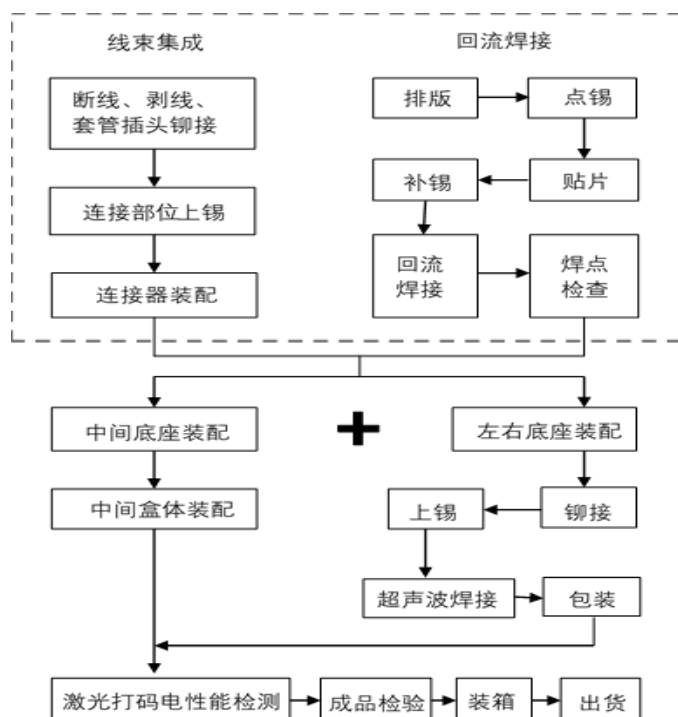 线束集成
回流焊接
断线、剥线、
套管插头铆接
连接部位上锡
连接器装配
排版
点锡
贴片
补锡
回流
焊接
焊点
检查
中间底座装配
中间盒体装配
左右底座装配
铆接
上锡
超声波焊接
包装
激光打码电性能检测
成品检验
装箱
出货